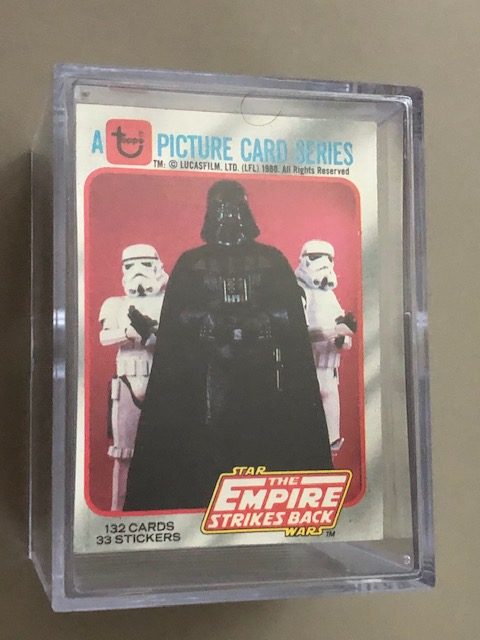 A Topps PICTURE CARD SERIES
TM: © LUCASFILM, LTD. (LFL) 1980. All Rights Reserved
STAR
THE
EMPIRE
STRIKES BACK
WARS TM
132 CARDS
33 STICKERS